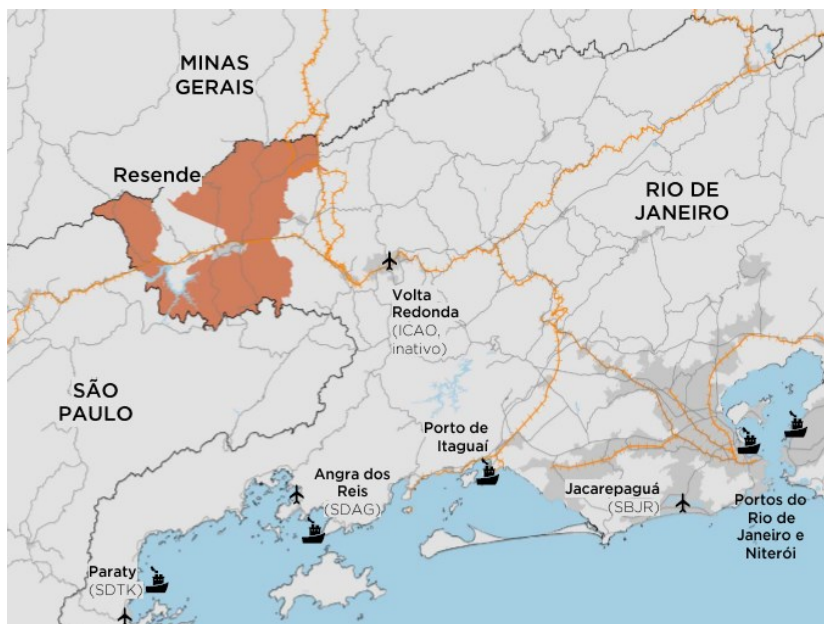 MINAS
GERAIS
Resende
RIO DE
JANEIRO
Volta
Redonda
(ICAO,
inativo)
SÃO
PAULO
Porto de
Itaguaí
Angra dos
Reis
(SDAG)
Jacarepaguá
(SBJR)
Portos do
Rio de
Janeiro e
Niterói
Paraty
(SDTK)